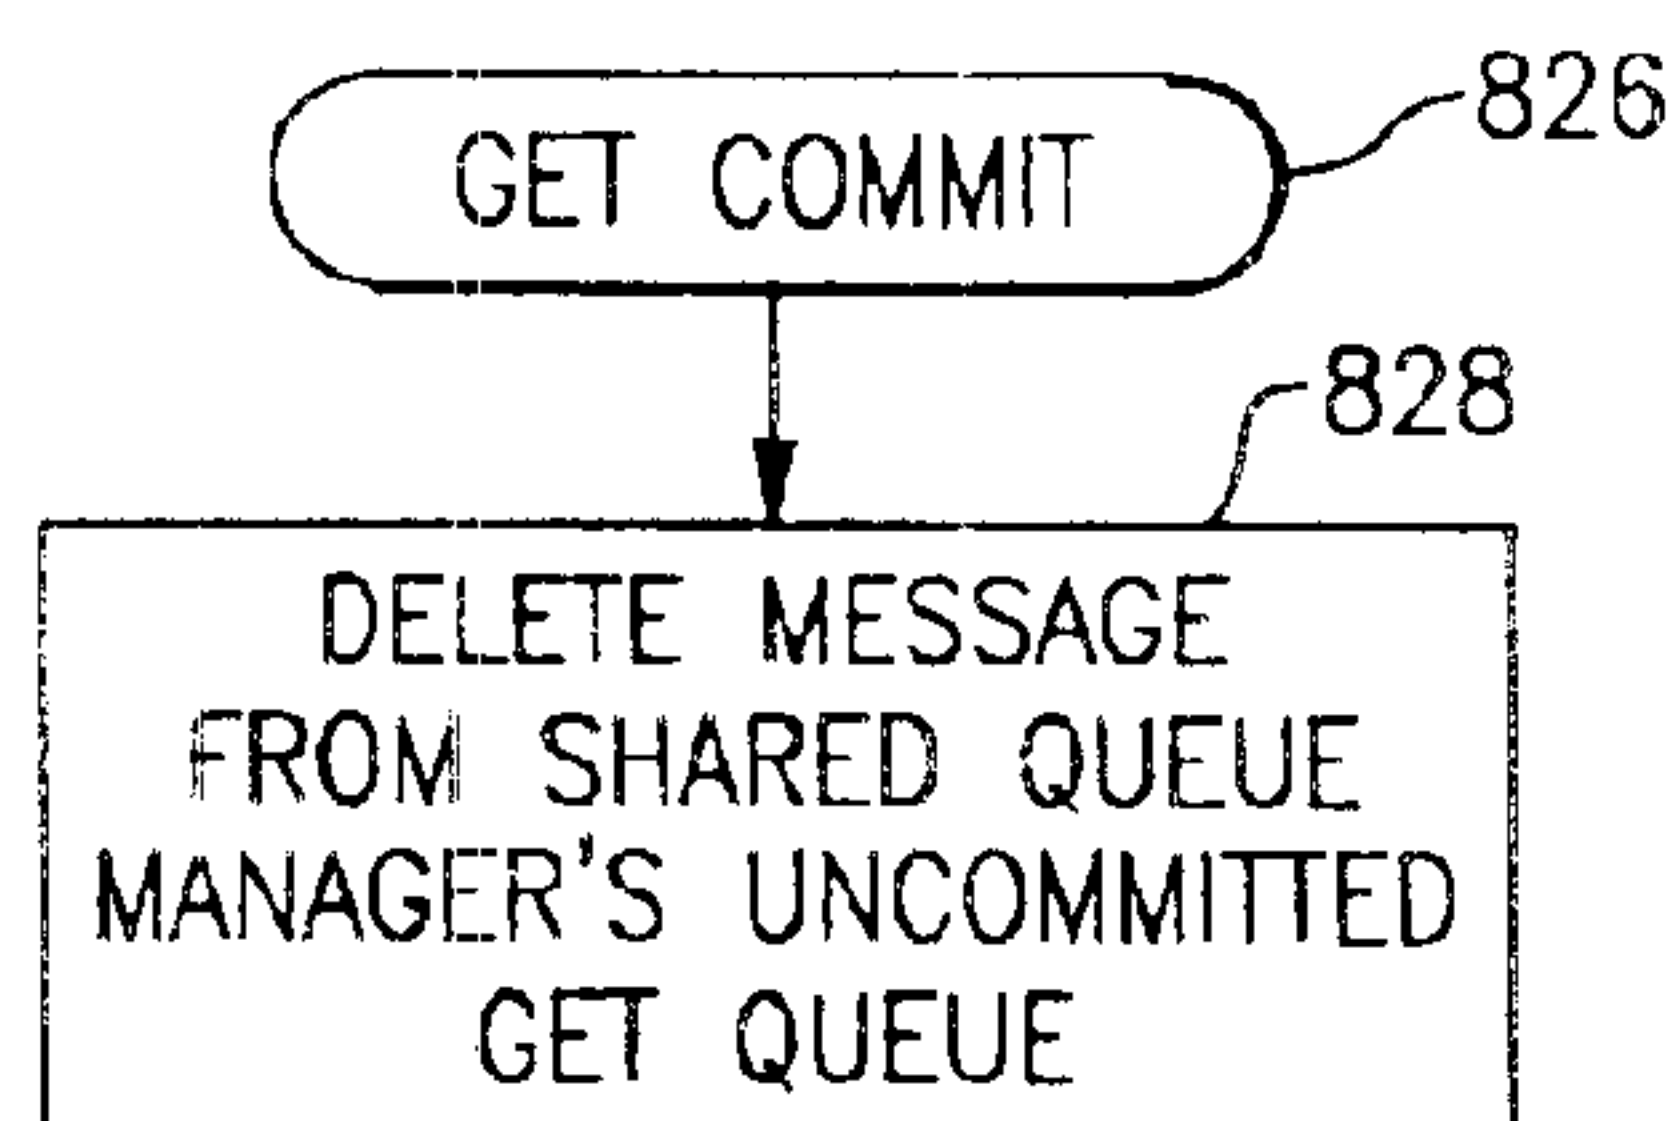 GET COMMIT
826
828
DELETE MESSAGE
FROM SHARED QUEUE
MANAGER'S UNCOMMITTED
GET QUEUE